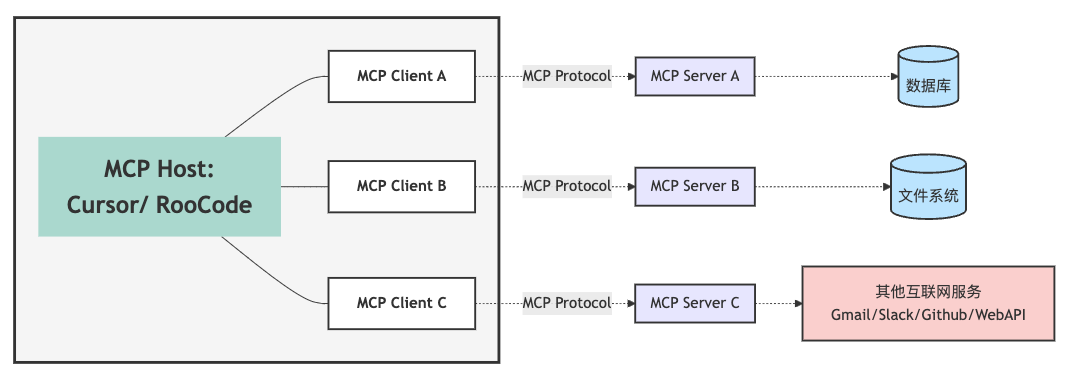 MCP Client A
MCP Protocol
MCP Server A
数据库
MCP Host:
Cursor/ RooCode
MCP Client B
MCP Protocol
MCP Server B
文件系统
MCP Client C
MCP Protocol
MCP Server C
其他互联网服务
Gmail/Slack/Github/WebAPI